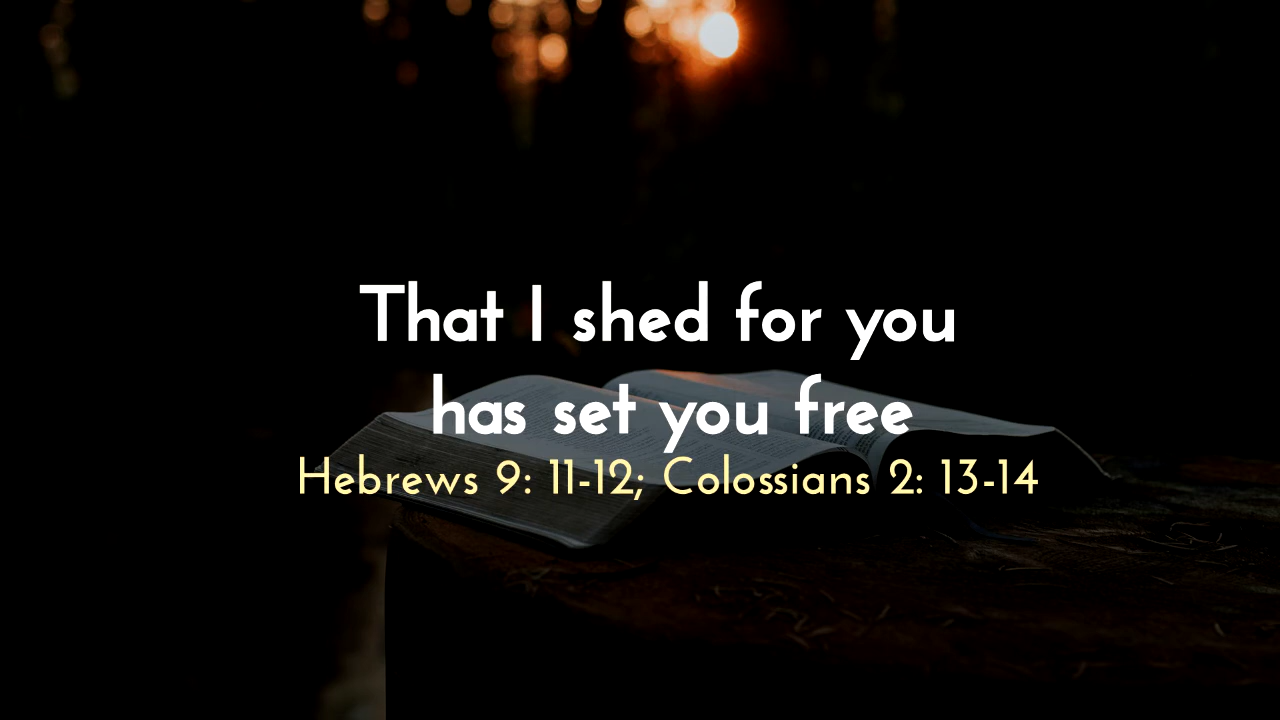 That I shed for you
has set you free
Hebrews 9: 11-12; Colossians 2: 13-14